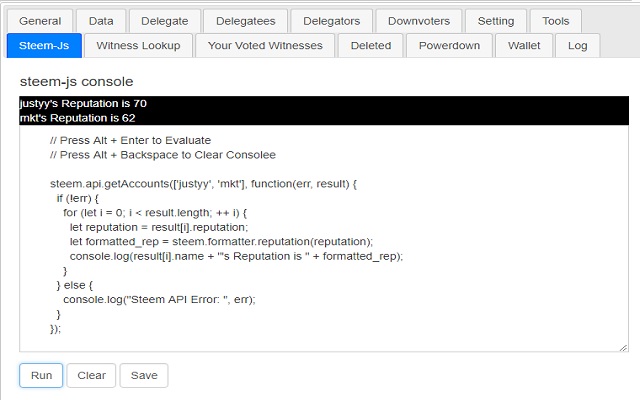 General Data Delegate Delegatees Delegators Downvoters Setting Tools
Steem-Js Witness Lookup Your Voted Witnesses Deleted Powerdown Wallet Log
steem-js console
justyy's Reputation is 70
mkt's Reputation is 62
// Press Alt + Enter to Evaluate
// Press Alt + Backspace to Clear Consolee
steem.api.getAccounts(['justyy', 'mkt'], function(err, result) {
if (!err) {
for (let i = 0; i < result.length; ++ i) {
let reputation = result[i].reputation;
let formatted_rep = steem.formatter.reputation(reputation);
console.log(result[i].name + "'s Reputation is " + formatted_rep);
}
} else {
console.log("Steem API Error: ", err);
}
});
Run Clear Save